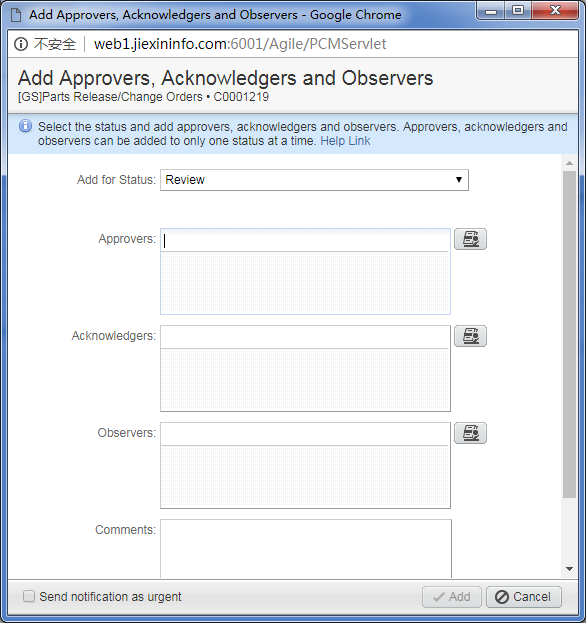 Add Approvers, Acknowledgers and Observers - Google Chrome
不安全 web1.jiexininfo.com:6001/Agile/PCMServlet
Add Approvers, Acknowledgers and Observers
[GS]Parts Release/Change Orders • C0001219
Select the status and add approvers, acknowledgers and observers. Approvers, acknowledgers and
observers can be added to only one status at a time. Help Link
Add for Status: Review
Approvers:
Acknowledgers:
Observers:
Comments:
Send notification as urgent Add Cancel